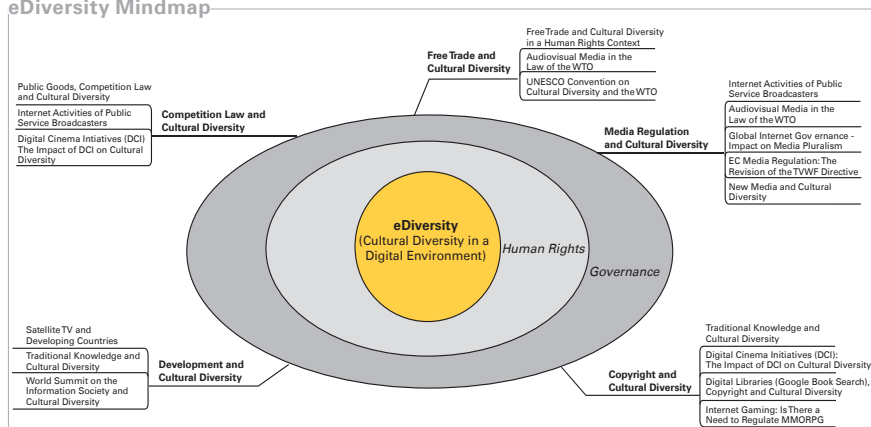 eDiversity Mindmap
Free Trade and
Cultural Diversity
Free Trade and Cultural Diversity
in a Human Rights Context
Audiovisual Media in the
Law of the WTO
UNESCO Convention on
Cultural Diversity and the WTO
Public Goods, Competition Law
and Cultural Diversity
Internet Activities of Public
Service Broadcasters
Digital Cinema Intiatives (DCI)
The Impact of DCI on Cultural
Diversity
Competition Law and
Cultural Diversity
Media Regulation
and Cultural Diversity
Internet Activities of Public
Service Broadcasters
Audiovisual Media in the
Law of the WTO
Global Internet Gov ernance -
Impact on Media Pluralism
EC Media Regulation: The
Revision of the TVWF Directive
New Media and Cultural
Diversity
eDiversity
(Cultural Diversity in a
Digital Environment)
Human Rights
Governance
Satellite TV and
Developing Countries
Traditional Knowledge and
Cultural Diversity
World Summit on the
Information Society and
Cultural Diversity
Development and
Cultural Diversity
Copyright and
Cultural Diversity
Traditional Knowledge and
Cultural Diversity
Digital Cinema Initiatives (DCI):
The Impact of DCI on Cultural Diversity
Digital Libraries (Google Book Search),
Copyright and Cultural Diversity
Internet Gaming: Is There a
Need to Regulate MMORPG